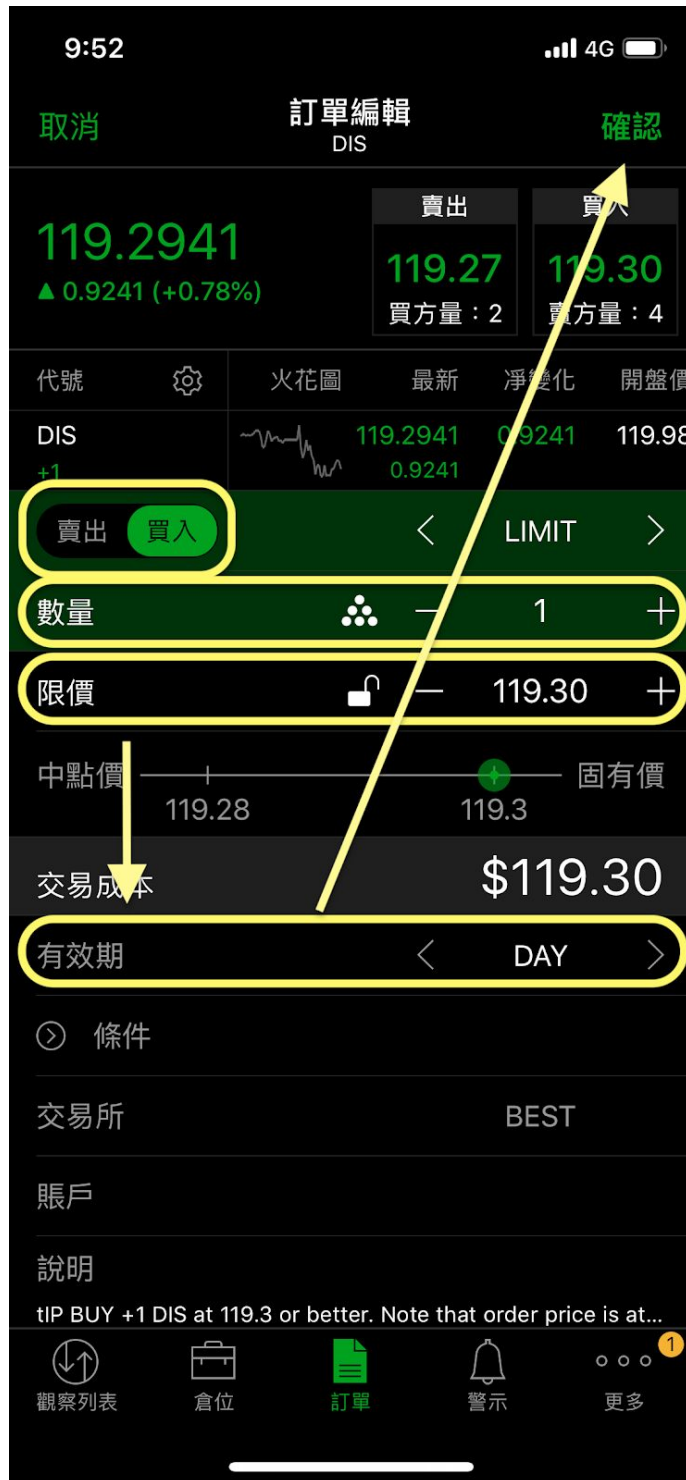 9:52 4G
取消 訂單編輯 確認
DIS
119.2941
▲ 0.9241 (+0.78%)
賣出 買入
119.27 119.30
買方量：2 賣方量：4
代號 火花圖 最新 凈變化 開盤價
DIS 119.2941 0.9241 119.98
+1 0.9241
賣出 買入 < LIMIT >
數量 — 1 +
限價 — 119.30 +
中點價 固有價
119.28 119.3
交易成本 $119.30
有效期 < DAY >
條件
交易所 BEST
賬戶
說明
tIP BUY +1 DIS at 119.3 or better. Note that order price is at...
1
觀察列表 倉位 訂單 警示 更多